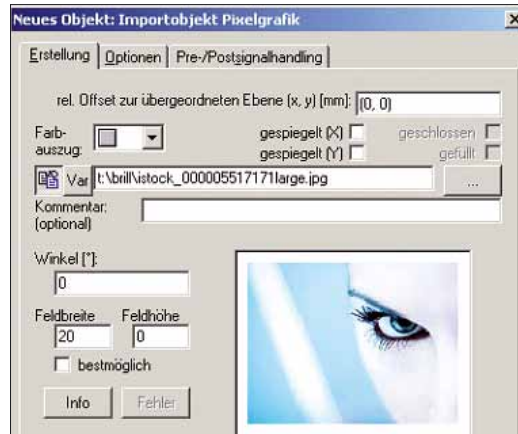 Neues Objekt: Importobjekt Pixelgrafik
Erstellung Optionen Pre-/Postsignalhandling
rel. Offset zur übergeordneten Ebene (x, y) [mm]: (0, 0)
Farb-
auszug:
gespiegelt (X) geschlossen
gespiegelt (Y) gefüllt
Var t:\brill\istock_000005517171large.jpg ...
Kommentar:
(optional)
Winkel [°]:
0
Feldbreite Feldhöhe
20 0
bestmöglich
Info Fehler